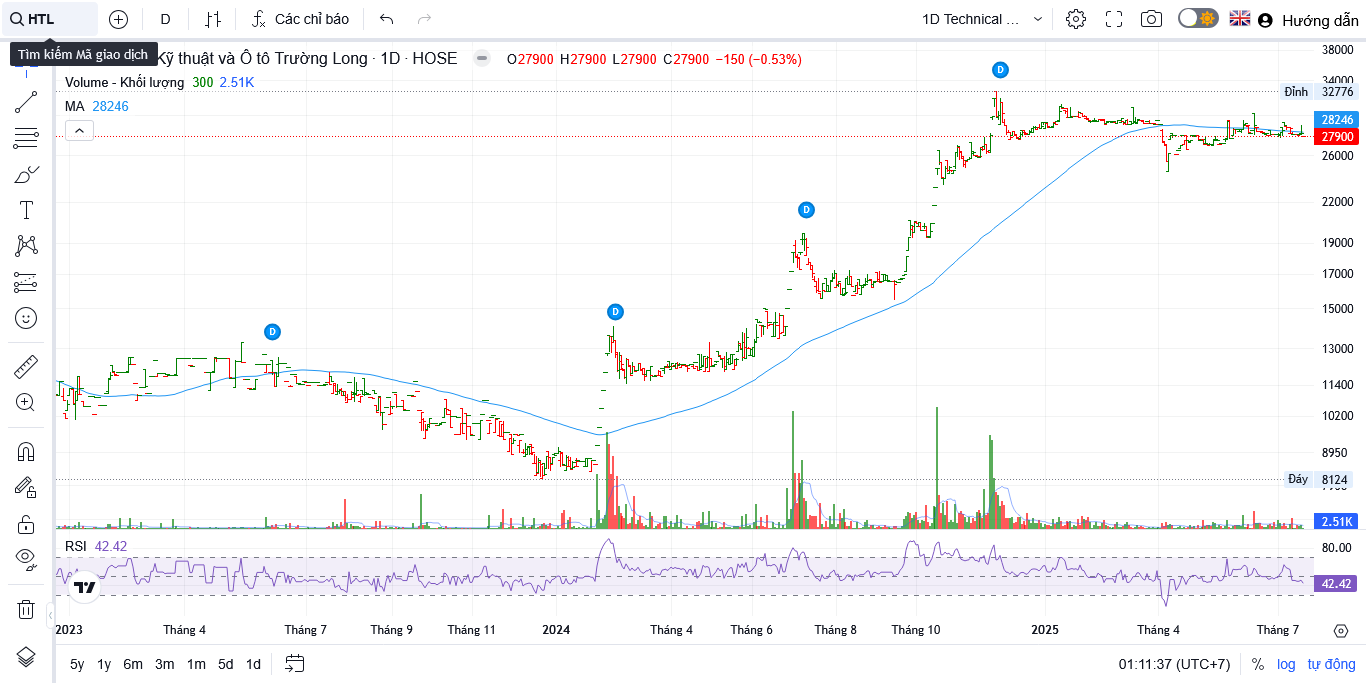 HTL
D
Các chỉ báo
1D Technical ...
Hướng dẫn
Tìm kiếm Mã giao dịch
Kỹ thuật và Ô tô Trường Long · 1D · HOSE
O27900 H27900 L27900 C27900 −150 (−0.53%)
Volume - Khối lượng 300 2.51K
MA 28246
D
D
D
D
38000
34000
Đỉnh 32776
28246
27900
26000
22000
19000
17000
15000
13000
11400
10200
8950
Đáy 8124
2.51K
RSI 42.42
80.00
42.42
2023 Tháng 4 Tháng 7 Tháng 9 Tháng 11 2024 Tháng 4 Tháng 6 Tháng 8 Tháng 10 2025 Tháng 4 Tháng 7
5y 1y 6m 3m 1m 5d 1d
01:11:37 (UTC+7) % log tự động